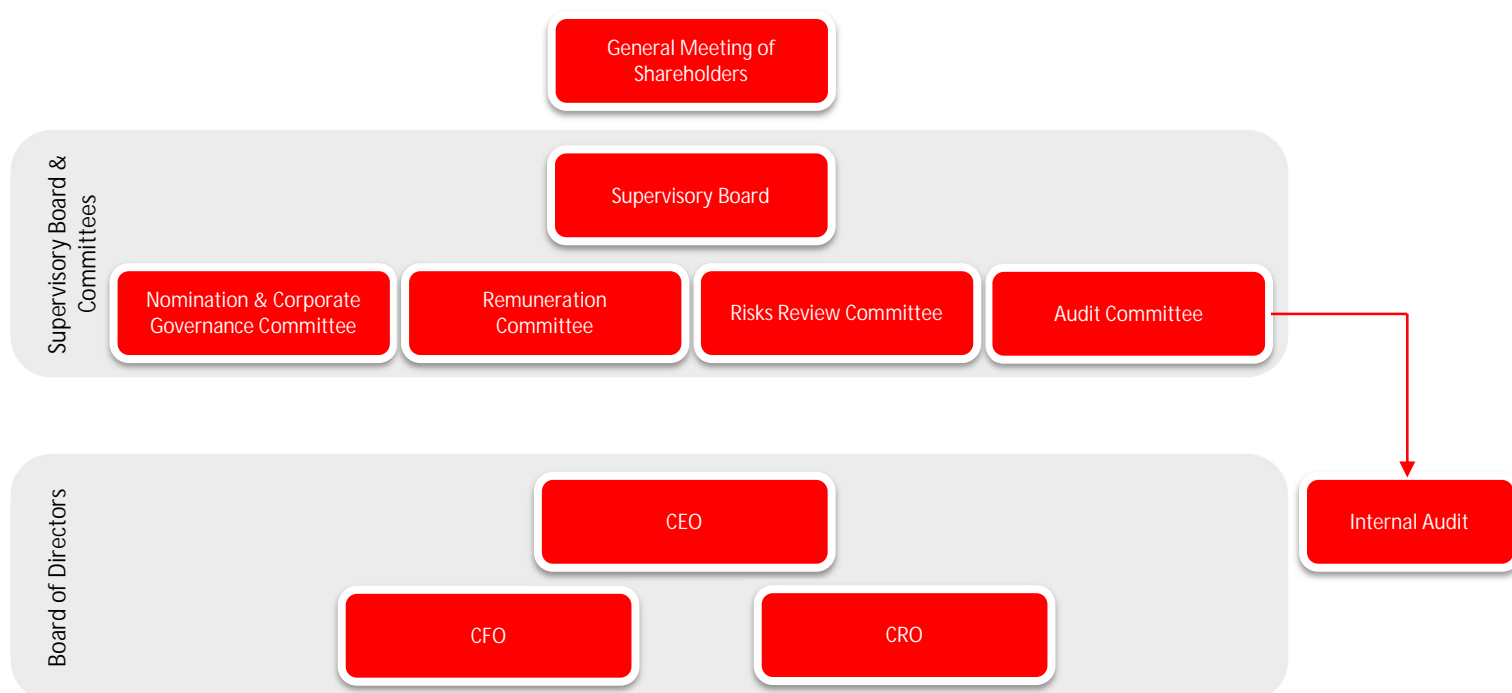 General Meeting of
Shareholders
Supervisory Board &
Committees
Supervisory Board
Nomination & Corporate
Governance Committee
Remuneration
Committee
Risks Review Committee
Audit Committee
Board of Directors
CEO
Internal Audit
CFO
CRO